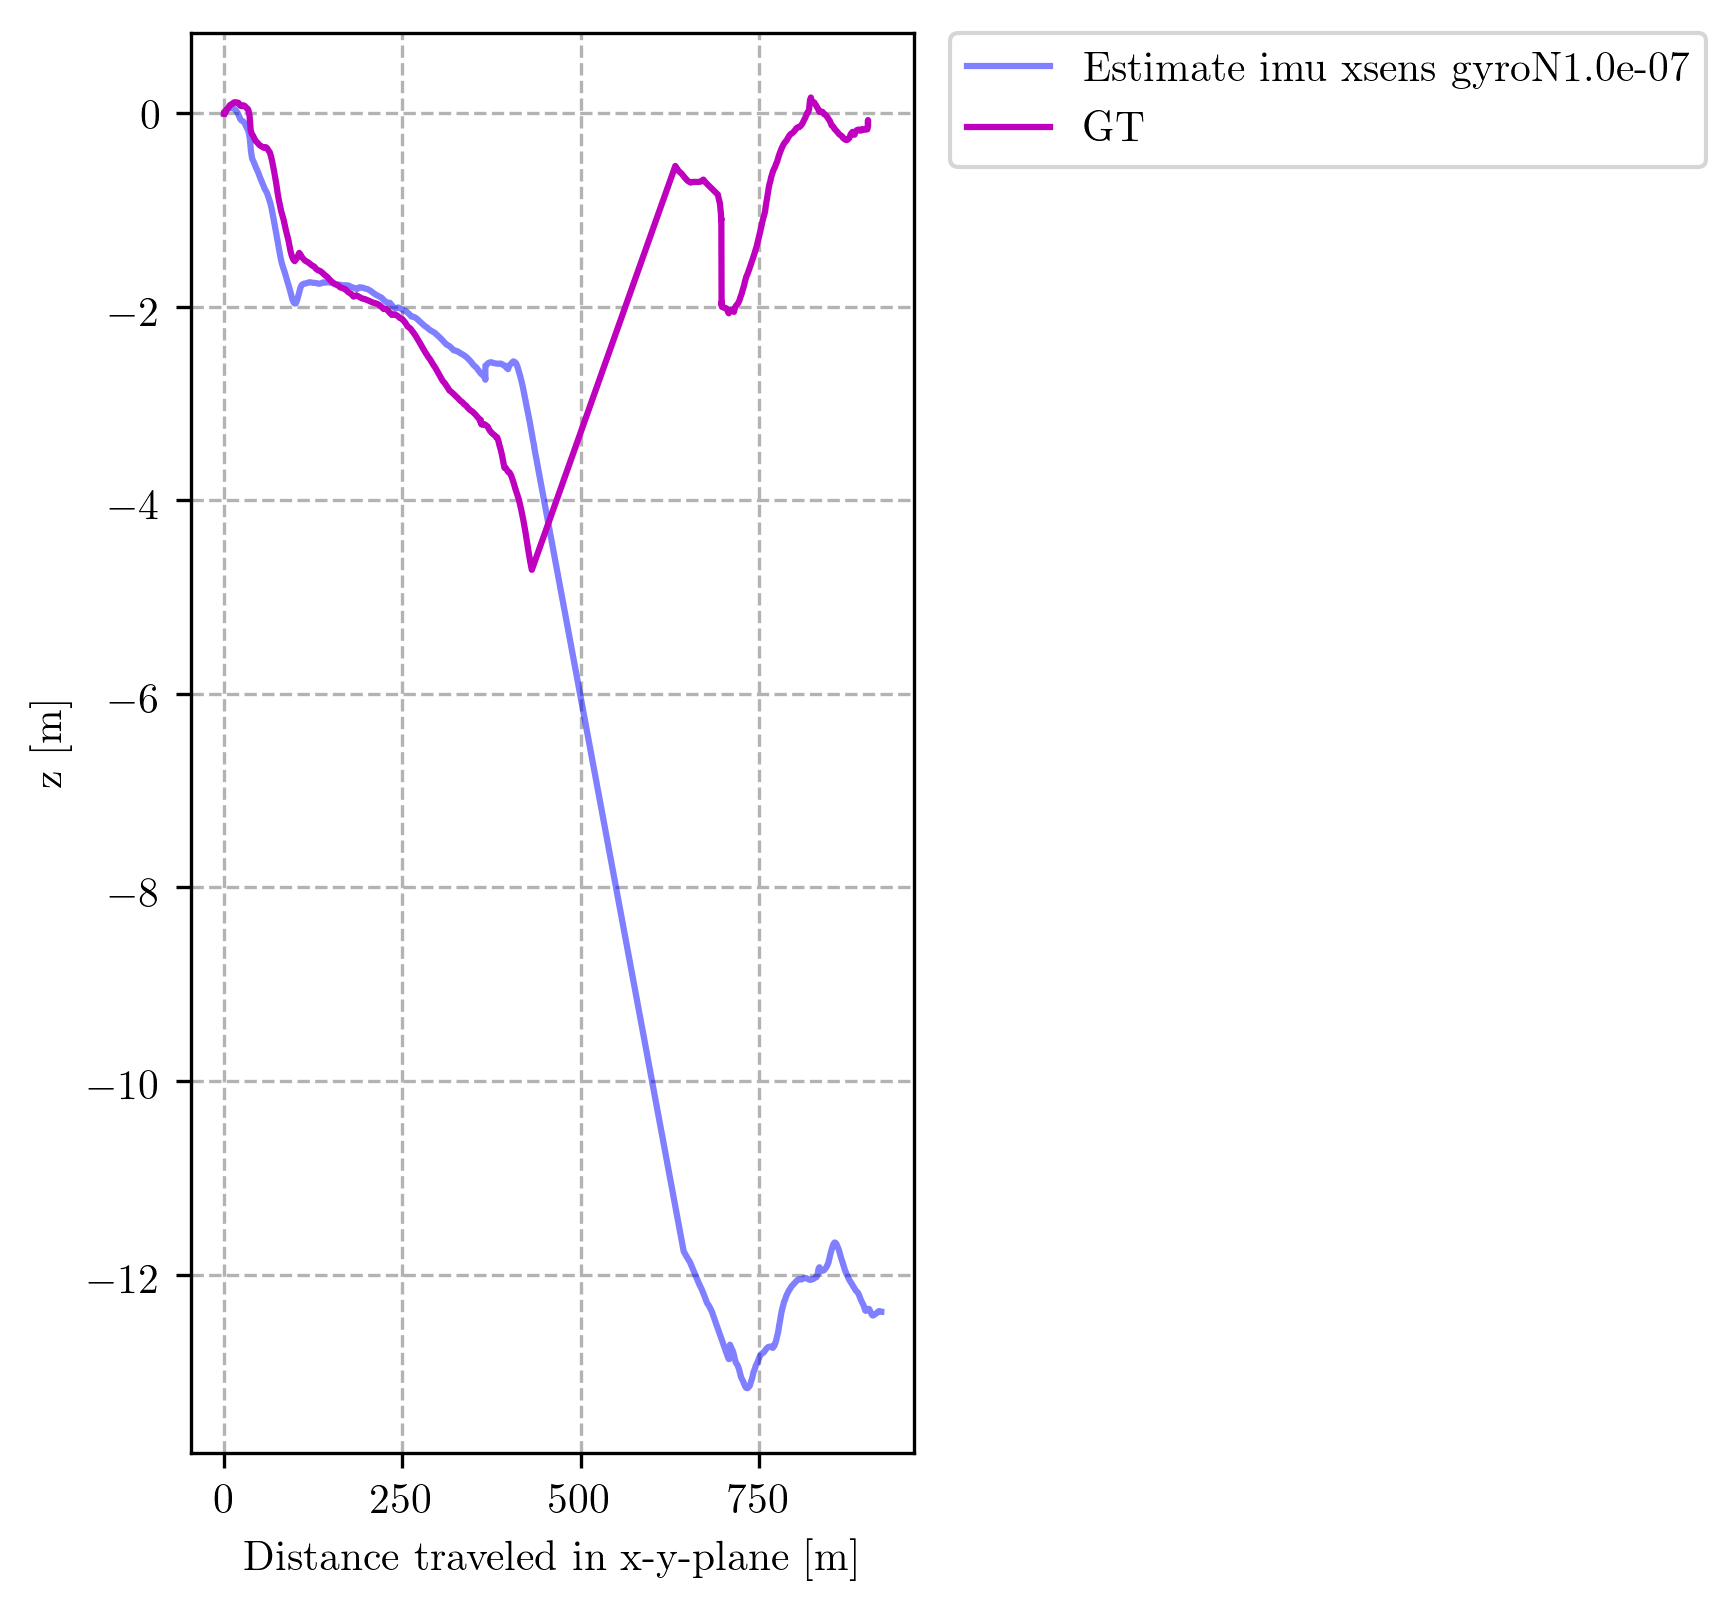 Estimate imu xsens gyroN1.0e-07
GT
0
−2
−4
−6
−8
−10
−12
z [m]
0 250 500 750
Distance traveled in x-y-plane [m]